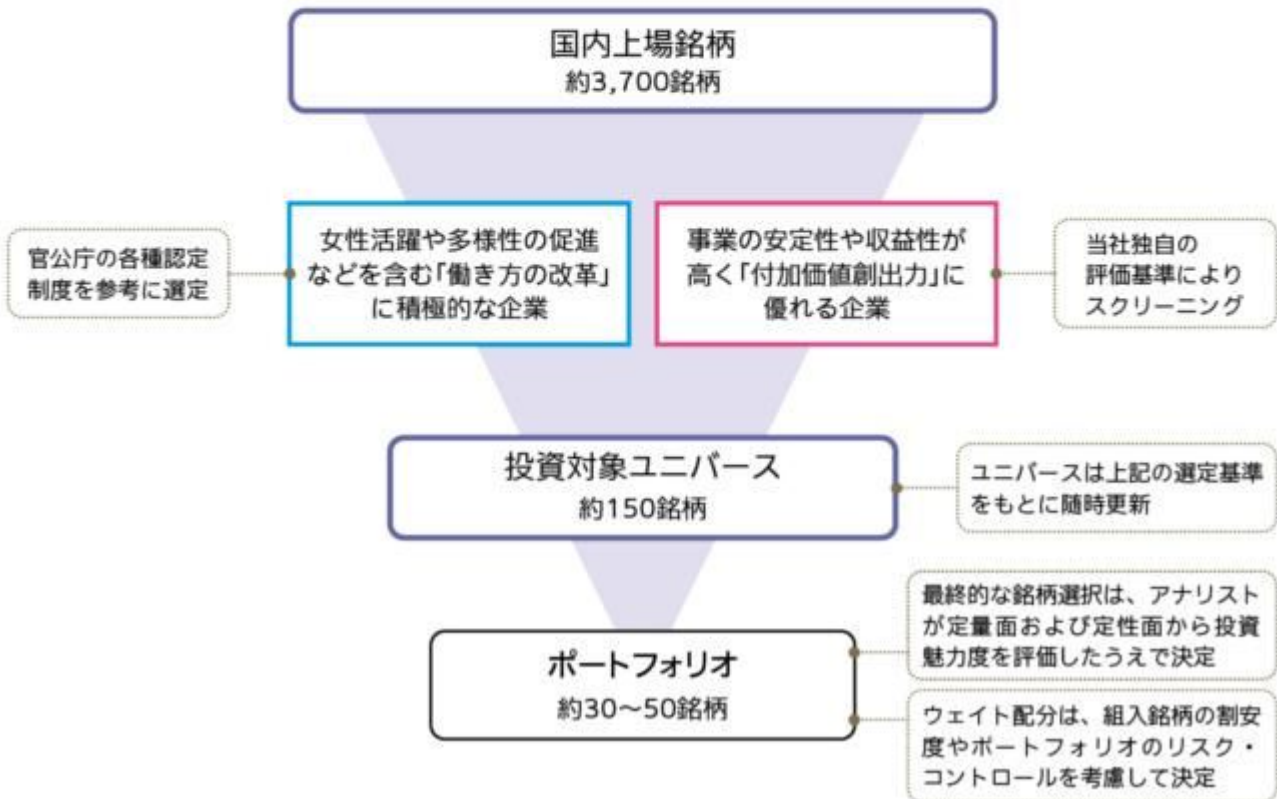 国内上場銘柄
約3,700銘柄
官公庁の各種認定
制度を参考に選定
女性活躍や多様性の促進
などを含む「働き方の改革」
に積極的な企業
事業の安定性や収益性が
高く「付加価値創出力」に
優れる企業
当社独自の
評価基準により
スクリーニング
投資対象ユニバース
約150銘柄
ユニバースは上記の選定基準
をもとに随時更新
ポートフォリオ
約30～50銘柄
最終的な銘柄選択は、アナリスト
が定量面および定性面から投資
魅力度を評価したうえで決定
ウェイト配分は、組入銘柄の割安
度やポートフォリオのリスク・
コントロールを考慮して決定